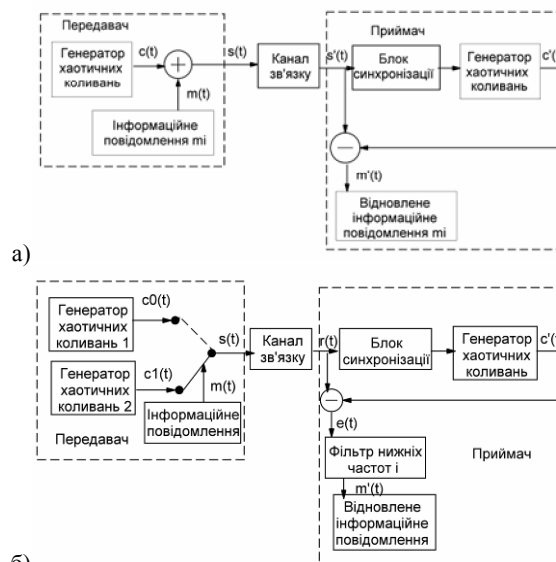 Передавач
Генератор
хаотичних
коливань
c(t)
s(t)
m(t)
Інформаційне
повідомлення mi
Канал
зв'язку
s'(t)
Приймач
Блок
синхронізації
Генератор
хаотичних
коливань
c'(
m'(t)
Відновлене
інформаційне
повідомлення mi
а)
Генератор
хаотичних
коливань 1
c0(t)
Генератор
хаотичних
коливань 2
c1(t)
s(t)
m(t)
Інформаційне
повідомлення
Передавач
Канал
зв'язку
r(t)
Блок
синхронізації
Генератор
хаотичних
коливань
c'(
e(t)
Фільтр нижніх
частот і
m'(t)
Відновлене
інформаційне
повідомлення
Приймач
б)